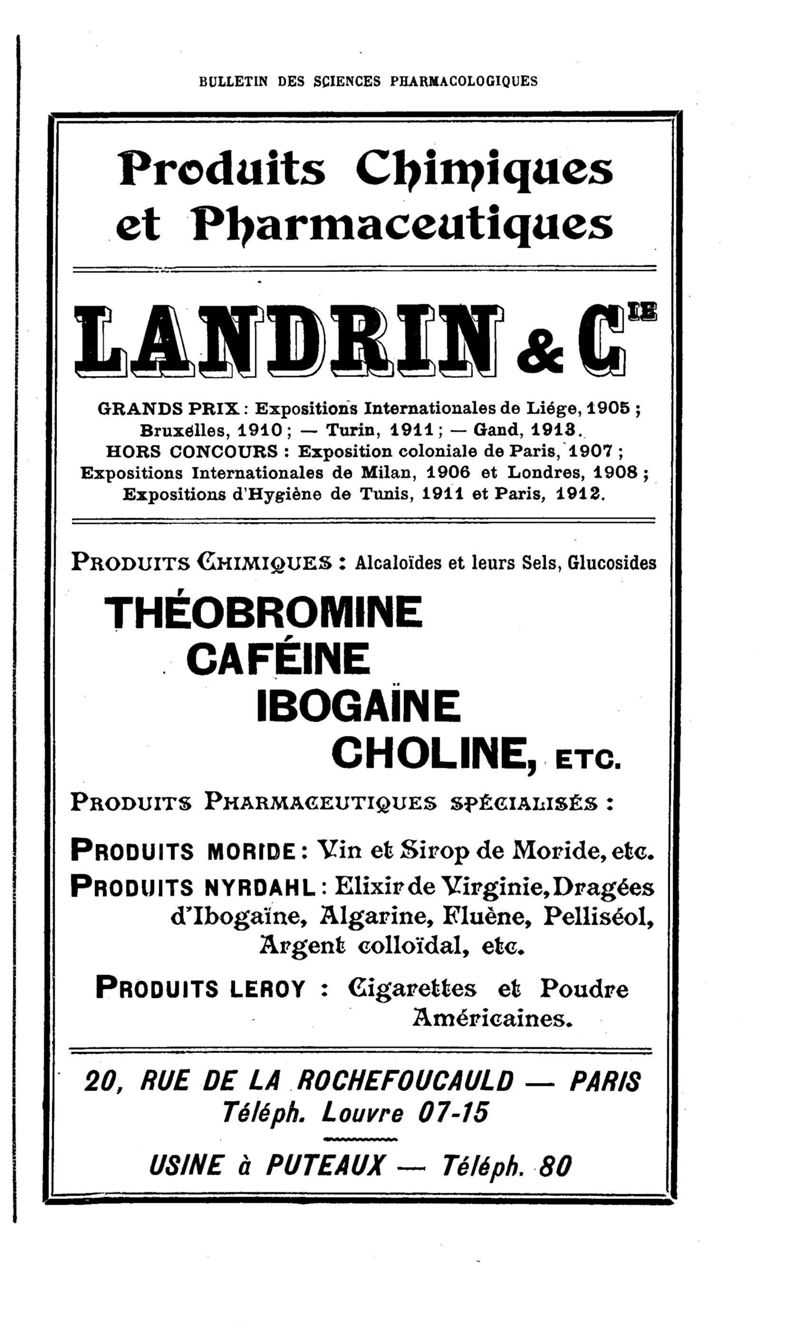 BULLETIN DES SCIENCES PHARMACOLOGIQUES
Produits Chimiques
et Pharmaceutiques
LANDRIN & CIE
GRANDS PRIX : Expositions Internationales de Liége, 1905 ;
Bruxelles, 1910 ; — Turin, 1911 ; — Gand, 1913.
HORS CONCOURS : Exposition coloniale de Paris, 1907 ;
Expositions Internationales de Milan, 1906 et Londres, 1908 ;
Expositions d'Hygiène de Tunis, 1911 et Paris, 1912.
PRODUITS CHIMIQUES : Alcaloïdes et leurs Sels, Glucosides
THÉOBROMINE
CAFÉINE
IBOGAÏNE
CHOLINE, ETC.
PRODUITS PHARMACEUTIQUES SPÉCIALISÉS :
PRODUITS MORIDE : Vin et Sirop de Moride, etc.
PRODUITS NYRDAHL : Elixir de Virginie, Dragées
d'Ibogaïne, Algarine, Fluène, Pelliséol,
Argent colloïdal, etc.
PRODUITS LEROY : Cigarettes et Poudre
Américaines.
20, RUE DE LA ROCHEFOUCAULD — PARIS
Téléph. Louvre 07-15
USINE à PUTEAUX — Téléph. 80